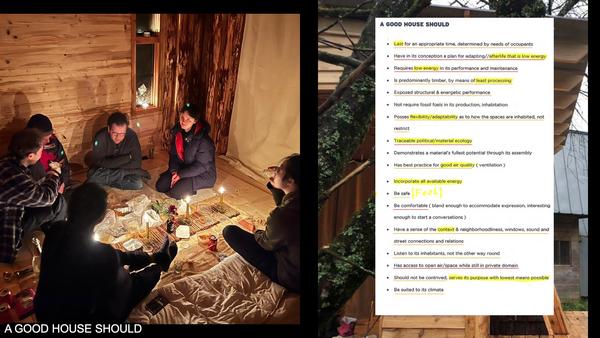 A GOOD HOUSE SHOULD
Last for an appropriate time, determined by needs of occupants
Have in its conception a plan for adapting//afterlife that is low energy
Requires low energy in its performance and maintenance
Is predominantly timber, by means of least processing
Exposed structural & energetic performance
Not require fossil fuels in its production, inhabitation
Posses flexibility/adaptability as to how the spaces are inhabited, not
restrict
Traceable political/material ecology
Demonstrates a material's fullest potential through its assembly
Has best practice for good air quality ( ventilation )
Incorporate all available energy
Be safe [Feel]
Be comfortable ( bland enough to accommodate expression, interesting
enough to start a conversations )
Have a sense of the context & neighborhoodliness, windows, sound and
street connections and relations
Listen to its inhabitants, not the other way round
Has access to open air/space while still in private domain
Should not be contrived, serves its purpose with lowest means possible
Be suited to its climate
A GOOD HOUSE SHOULD